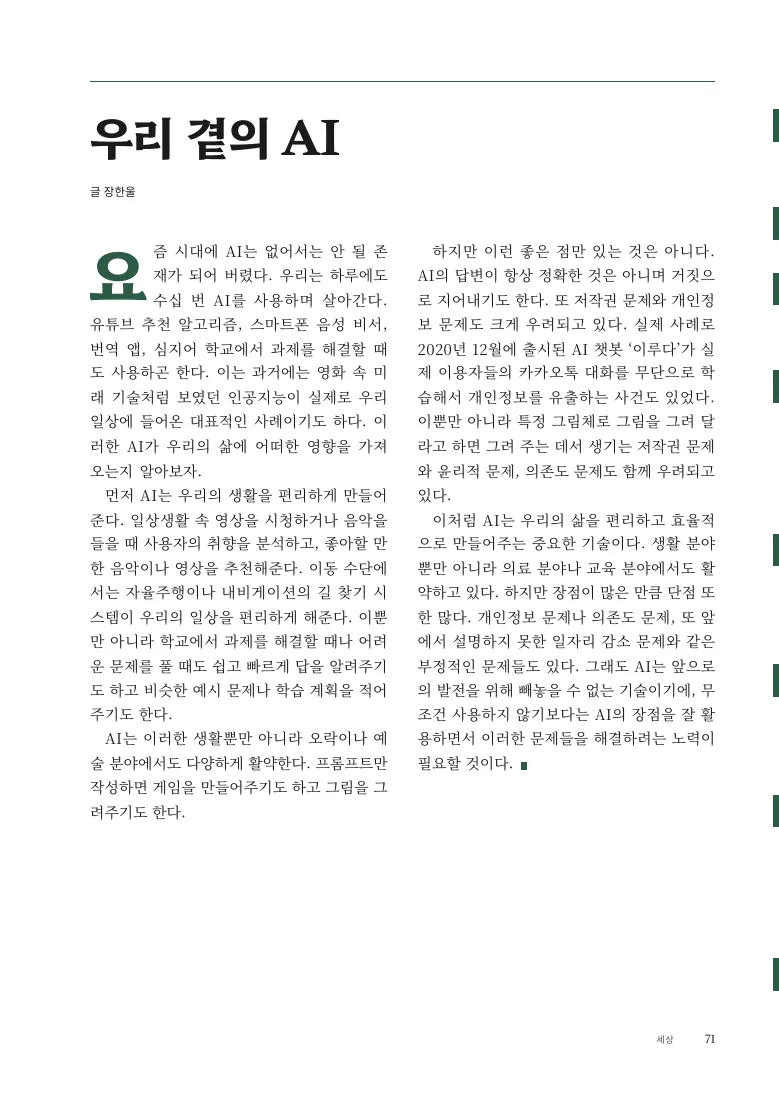 우리 곁의 AI
글 장한울
요즘 시대에 AI는 없어서는 안 될 존
재가 되어 버렸다. 우리는 하루에도
수십 번 AI를 사용하며 살아간다.
유튜브 추천 알고리즘, 스마트폰 음성 비서,
번역 앱, 심지어 학교에서 과제를 해결할 때
도 사용하곤 한다. 이는 과거에는 영화 속 미
래 기술처럼 보였던 인공지능이 실제로 우리
일상에 들어온 대표적인 사례이기도 하다. 이
러한 AI가 우리의 삶에 어떠한 영향을 가져
오는지 알아보자.
먼저 AI는 우리의 생활을 편리하게 만들어
준다. 일상생활 속 영상을 시청하거나 음악을
들을 때 사용자의 취향을 분석하고, 좋아할 만
한 음악이나 영상을 추천해준다. 이동 수단에
서는 자율주행이나 내비게이션의 길 찾기 시
스템이 우리의 일상을 편리하게 해준다. 이뿐
만 아니라 학교에서 과제를 해결할 때나 어려
운 문제를 풀 때도 쉽고 빠르게 답을 알려주기
도 하고 비슷한 예시 문제나 학습 계획을 적어
주기도 한다.
AI는 이러한 생활뿐만 아니라 오락이나 예
술 분야에서도 다양하게 활약한다. 프롬프트만
작성하면 게임을 만들어주기도 하고 그림을 그
려주기도 한다.
하지만 이런 좋은 점만 있는 것은 아니다.
AI의 답변이 항상 정확한 것은 아니며 거짓으
로 지어내기도 한다. 또 저작권 문제와 개인정
보 문제도 크게 우려되고 있다. 실제 사례로
2020년 12월에 출시된 AI 챗봇 ‘이루다’가 실
제 이용자들의 카카오톡 대화를 무단으로 학
습해서 개인정보를 유출하는 사건도 있었다.
이뿐만 아니라 특정 그림체로 그림을 그려 달
라고 하면 그려 주는 데서 생기는 저작권 문제
와 윤리적 문제, 의존도 문제도 함께 우려되고
있다.
이처럼 AI는 우리의 삶을 편리하고 효율적
으로 만들어주는 중요한 기술이다. 생활 분야
뿐만 아니라 의료 분야나 교육 분야에서도 활
약하고 있다. 하지만 장점이 많은 만큼 단점 또
한 많다. 개인정보 문제나 의존도 문제, 또 앞
에서 설명하지 못한 일자리 감소 문제와 같은
부정적인 문제들도 있다. 그래도 AI는 앞으로
의 발전을 위해 빼놓을 수 없는 기술이기에, 무
조건 사용하지 않기보다는 AI의 장점을 잘 활
용하면서 이러한 문제들을 해결하려는 노력이
필요할 것이다.
세상 71